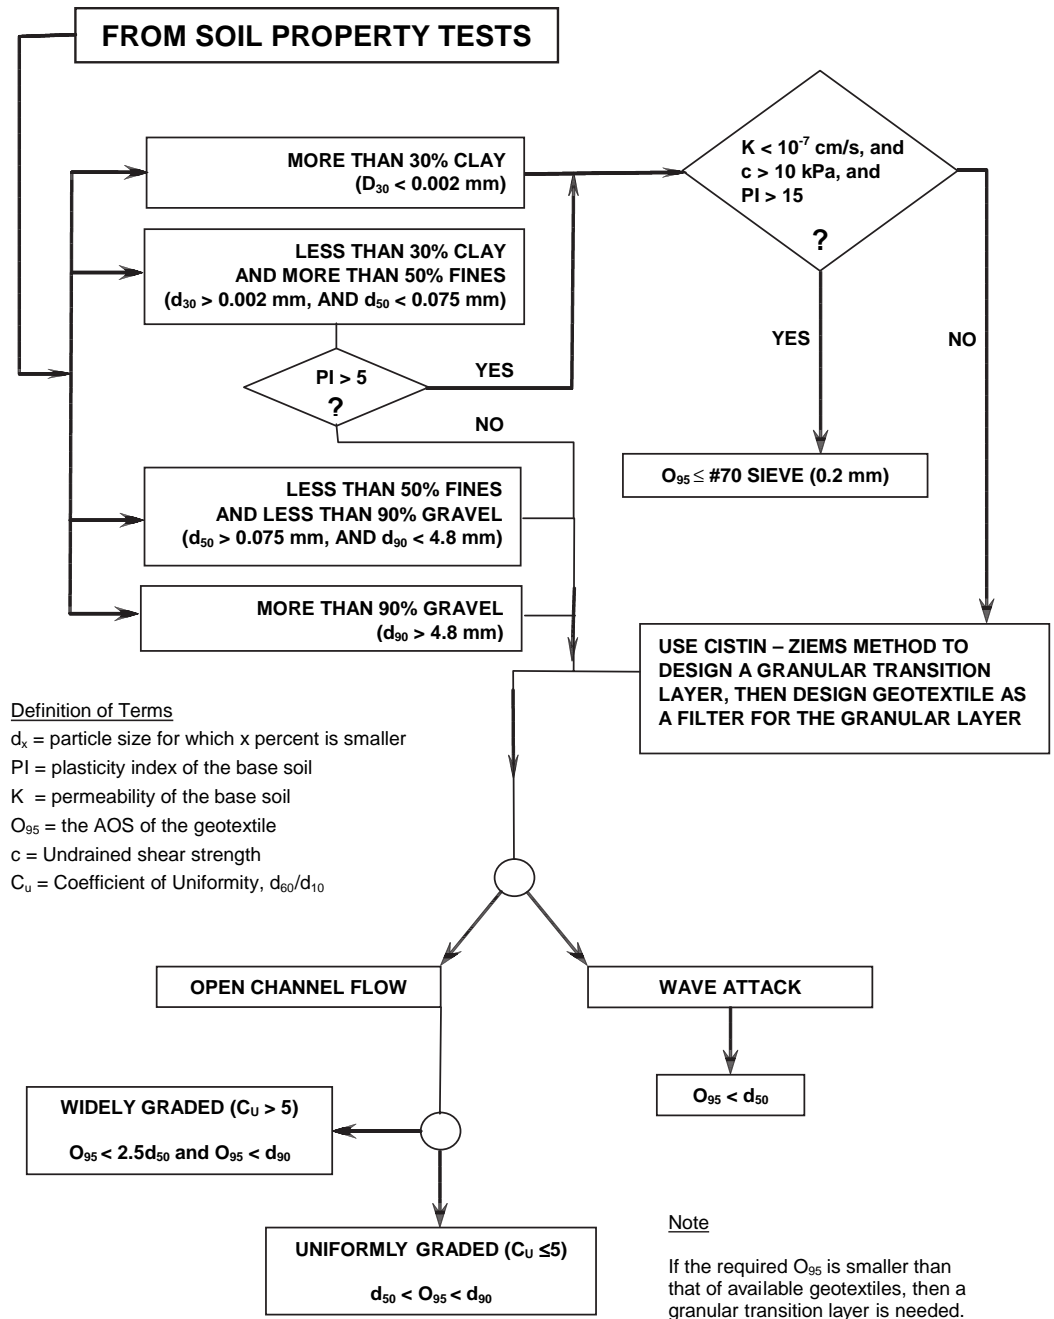 FROM SOIL PROPERTY TESTS
MORE THAN 30% CLAY
(D30 < 0.002 mm)
K < 10-7 cm/s, and
c > 10 kPa, and
PI > 15
?
LESS THAN 30% CLAY
AND MORE THAN 50% FINES
(d30 > 0.002 mm, AND d50 < 0.075 mm)
YES
NO
PI > 5
?
YES
NO
O95 ≤ #70 SIEVE (0.2 mm)
LESS THAN 50% FINES
AND LESS THAN 90% GRAVEL
(d50 > 0.075 mm, AND d90 < 4.8 mm)
MORE THAN 90% GRAVEL
(d90 > 4.8 mm)
USE CISTIN – ZIEMS METHOD TO
DESIGN A GRANULAR TRANSITION
LAYER, THEN DESIGN GEOTEXTILE AS
A FILTER FOR THE GRANULAR LAYER
Definition of Terms
dx = particle size for which x percent is smaller
PI = plasticity index of the base soil
K = permeability of the base soil
O95 = the AOS of the geotextile
c = Undrained shear strength
Cu = Coefficient of Uniformity, d60/d10
OPEN CHANNEL FLOW
WAVE ATTACK
O95 < d50
WIDELY GRADED (CU > 5)
O95 < 2.5d50 and O95 < d90
UNIFORMLY GRADED (CU ≤5)
d50 < O95 < d90
Note
If the required O95 is smaller than
that of available geotextiles, then a
granular transition layer is needed.